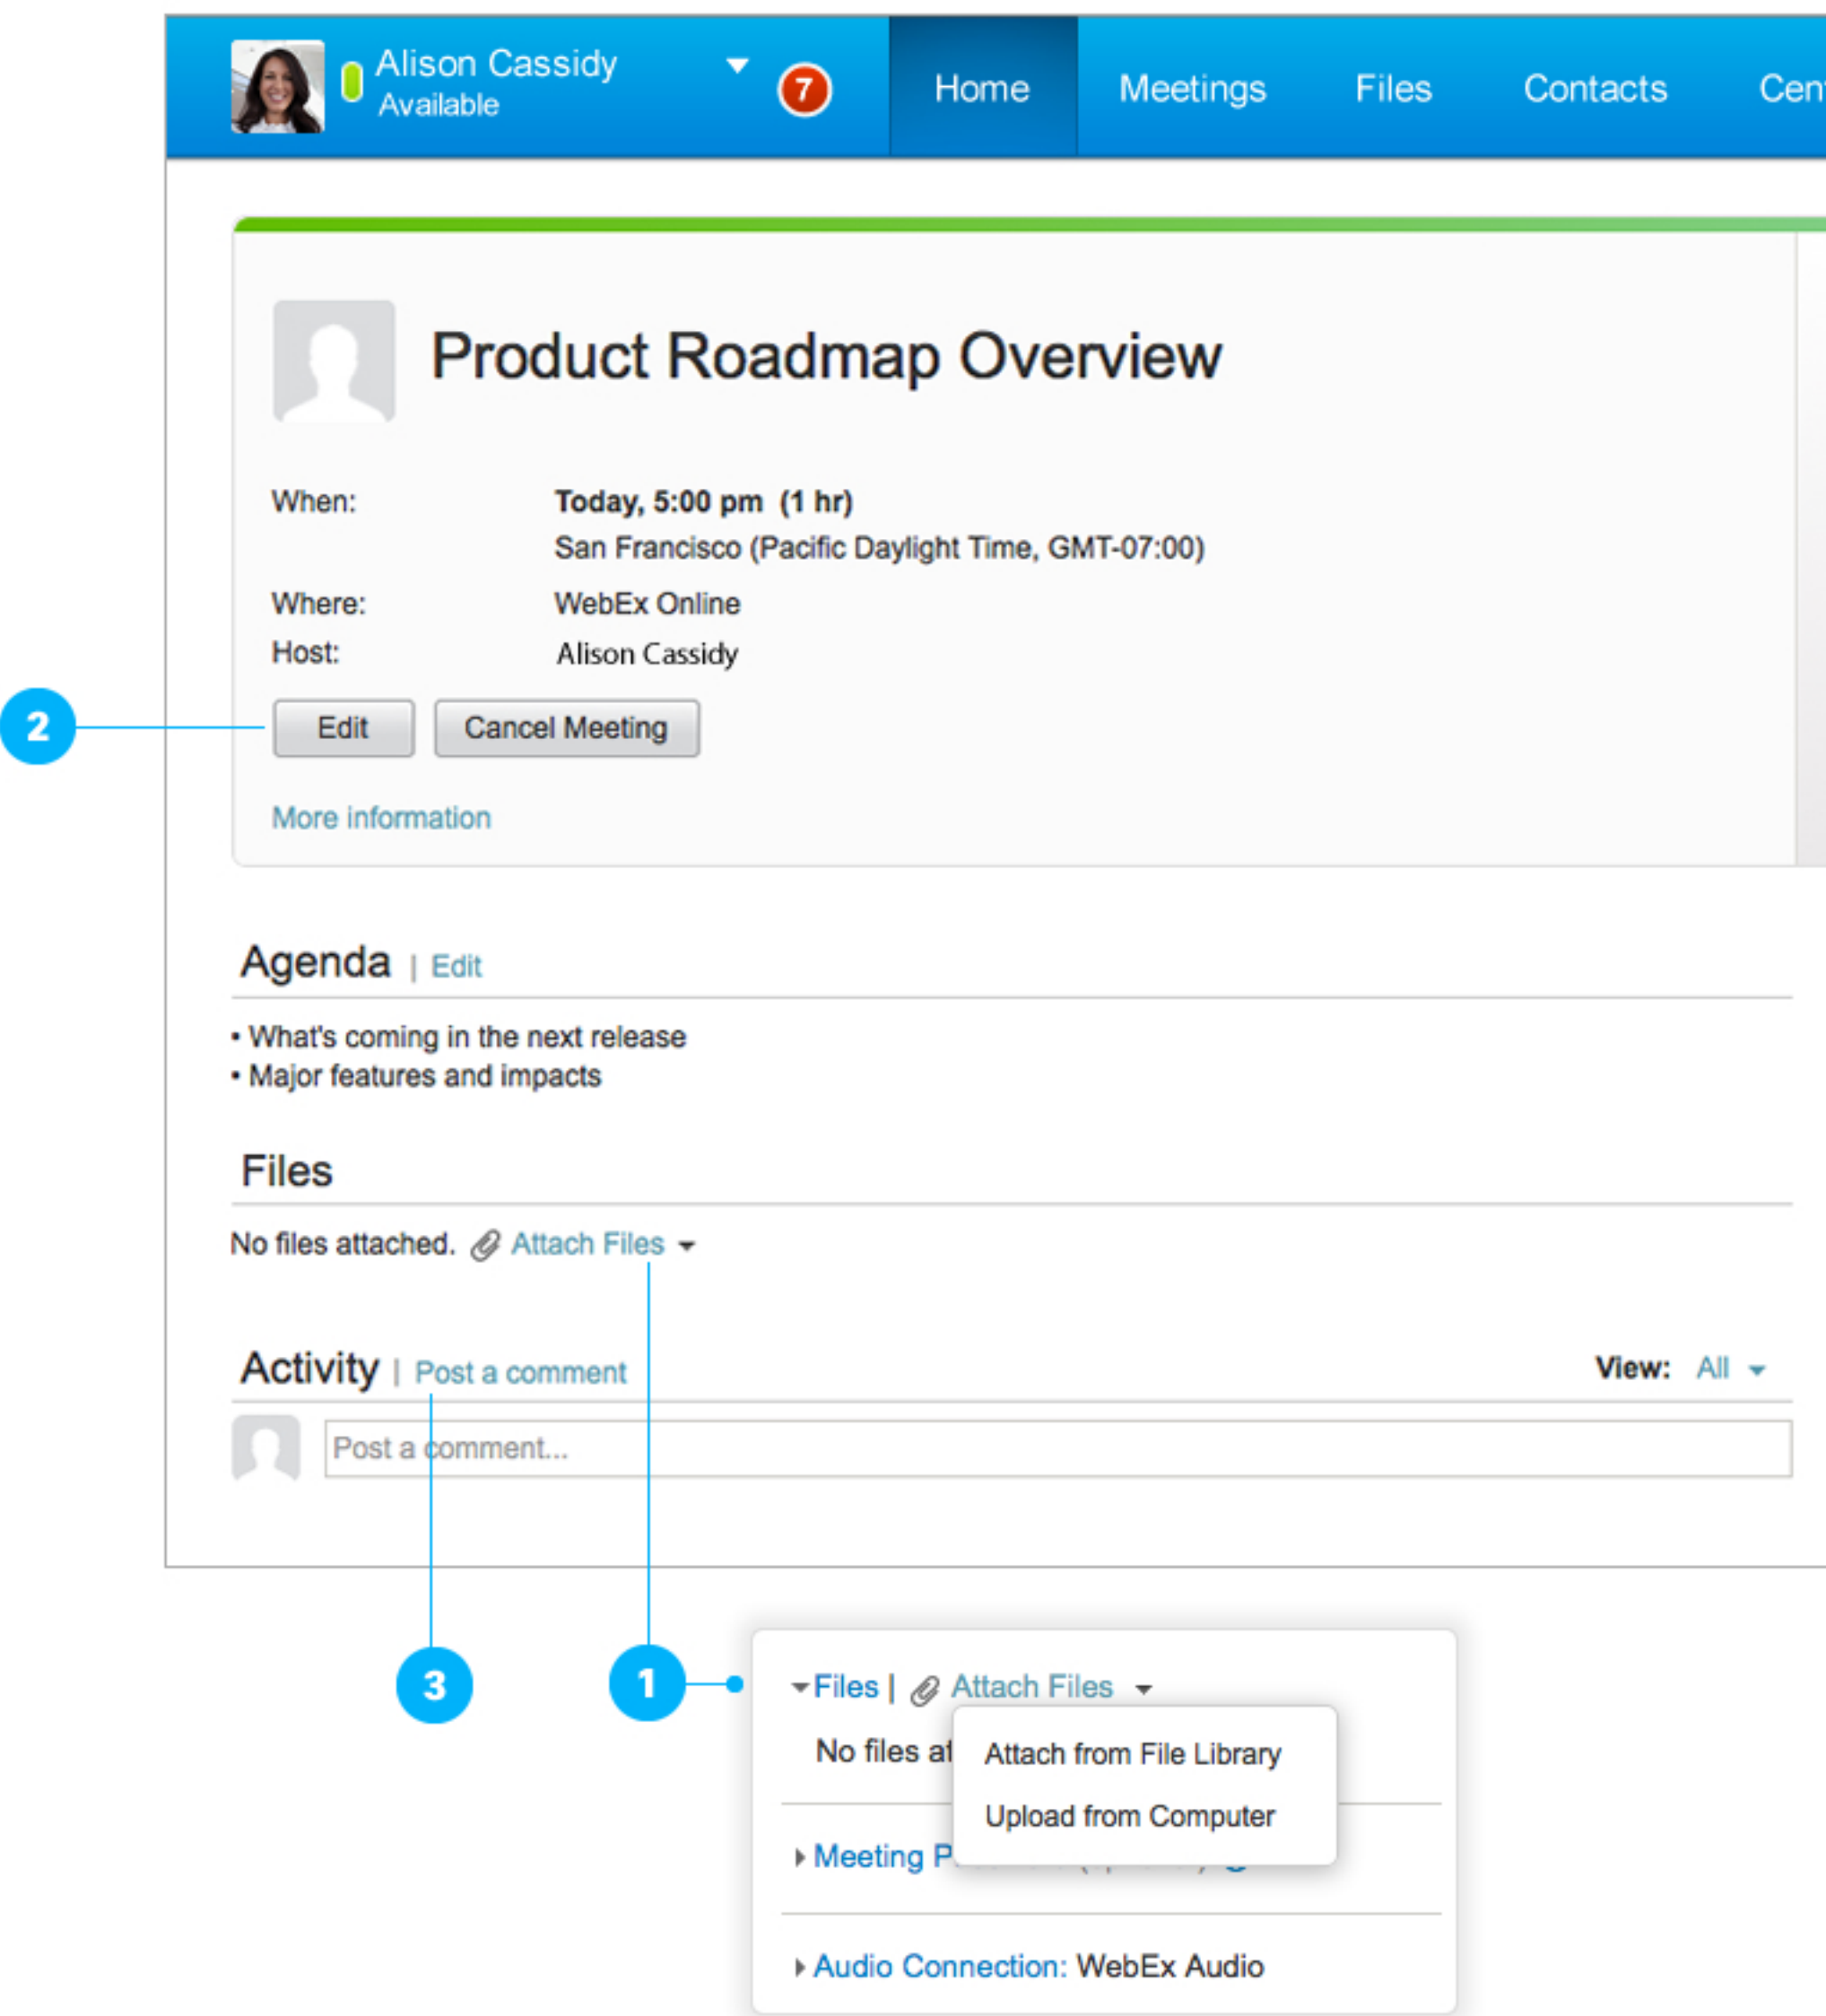 Alison Cassidy
Available
7
Home Meetings Files Contacts
Product Roadmap Overview
When: Today, 5:00 pm (1 hr)
San Francisco (Pacific Daylight Time, GMT-07:00)
Where: WebEx Online
Host: Alison Cassidy
2
Edit Cancel Meeting
More information
Agenda | Edit
• What's coming in the next release
• Major features and impacts
Files
No files attached. Attach Files
Activity | Post a comment View: All
Post a comment...
3 1
Files | Attach Files
No files
Attach from File Library
Upload from Computer
Meeting
Audio Connection: WebEx Audio